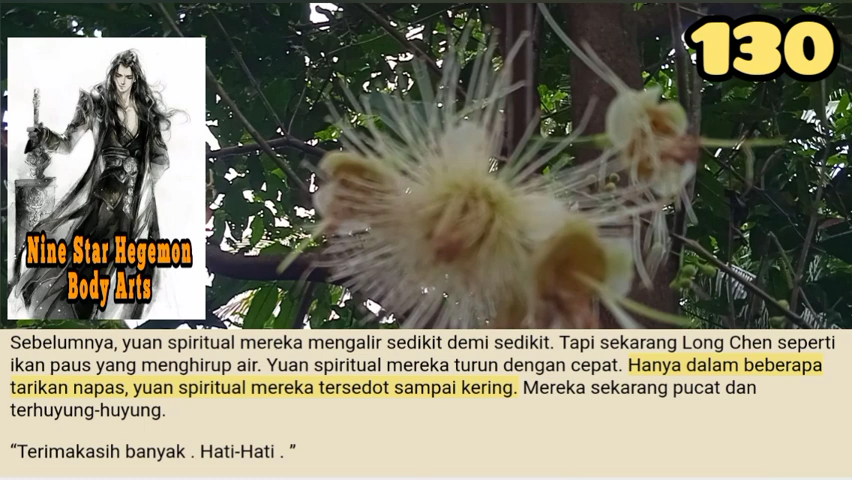 130
Nine Star Hegemon
Body Arts
Sebelumnya, yuan spiritual mereka mengalir sedikit demi sedikit. Tapi sekarang Long Chen seperti
ikan paus yang menghirup air. Yuan spiritual mereka turun dengan cepat. Hanya dalam beberapa
tarikan napas, yuan spiritual mereka tersedot sampai kering. Mereka sekarang pucat dan
terhuyung-huyung.
“Terimakasih banyak . Hati-Hati . ”